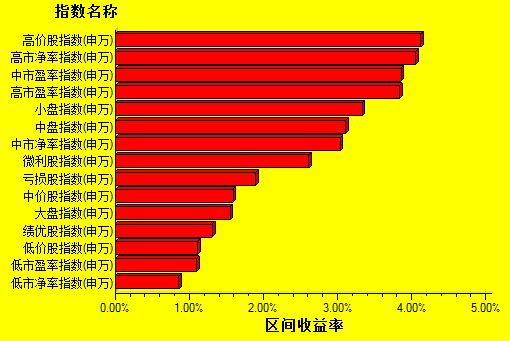 指数名称
高价股指数(申万)
高市净率指数(申万)
中市盈率指数(申万)
高市盈率指数(申万)
小盘指数(申万)
中盘指数(申万)
中市净率指数(申万)
微利股指数(申万)
亏损股指数(申万)
中价股指数(申万)
大盘指数(申万)
绩优股指数(申万)
低价股指数(申万)
低市盈率指数(申万)
低市净率指数(申万)
0.00% 1.00% 2.00% 3.00% 4.00% 5.00%
区间收益率